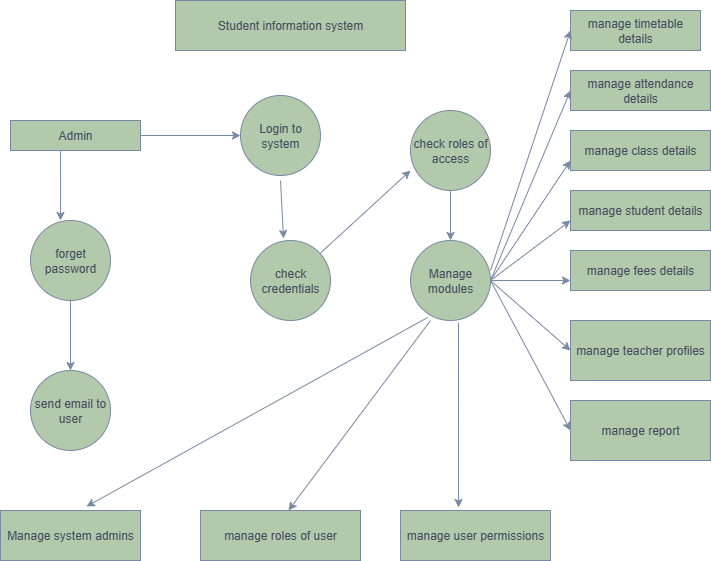 Student information system
manage timetable
details
manage attendance
details
Admin
Login to
system
check roles of
access
manage class details
manage student details
forget
password
check
credentials
Manage
modules
manage fees details
manage teacher profiles
send email to
user
manage report
Manage system admins
manage roles of user
manage user permissions